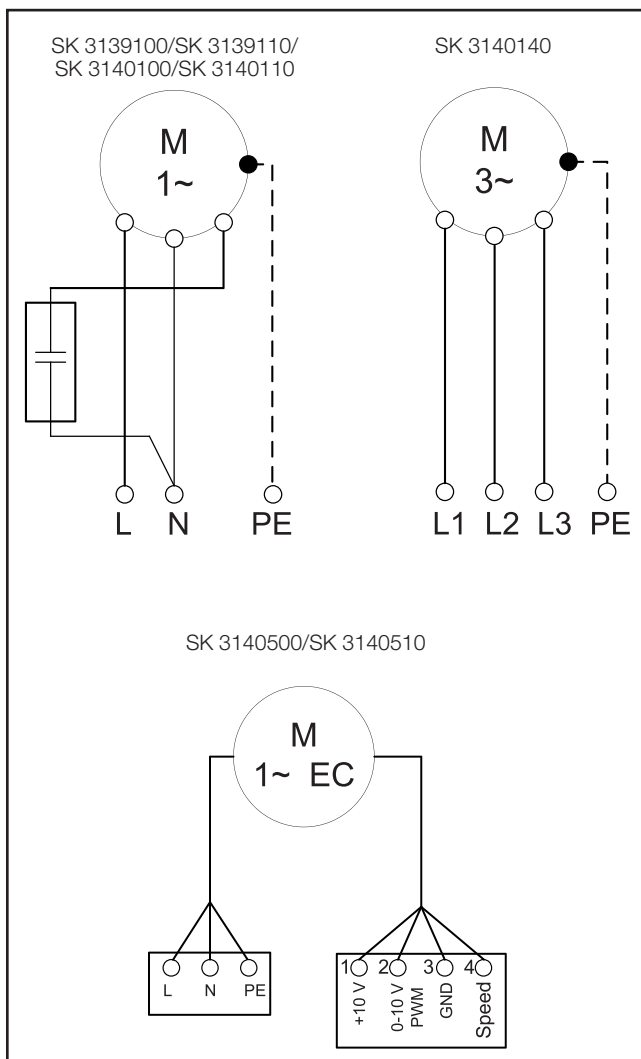 SK 3139100/SK 3139110/
SK 3140100/SK 3140110
M
1~
L N PE
SK 3140140
M
3~
L1 L2 L3 PE
SK 3140500/SK 3140510
M
1~ EC
L N PE
1 2 3 4
+10 V
0-10 V
PWM
GND
Speed